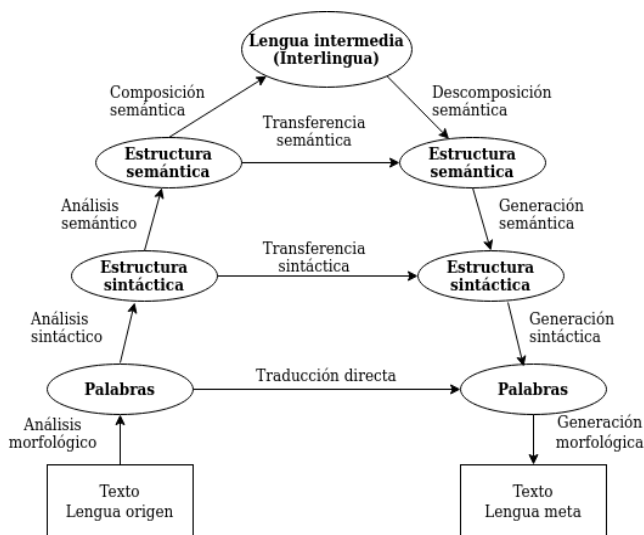 Lengua intermedia
(Interlingua)
Composición
semántica
Descomposición
semántica
Transferencia
semántica
Estructura
semántica
Estructura
semántica
Análisis
semántico
Generación
semántica
Transferencia
sintáctica
Estructura
sintáctica
Estructura
sintáctica
Análisis
sintáctico
Generación
sintáctica
Traducción directa
Palabras
Palabras
Análisis
morfológico
Generación
morfológica
Texto
Lengua origen
Texto
Lengua meta